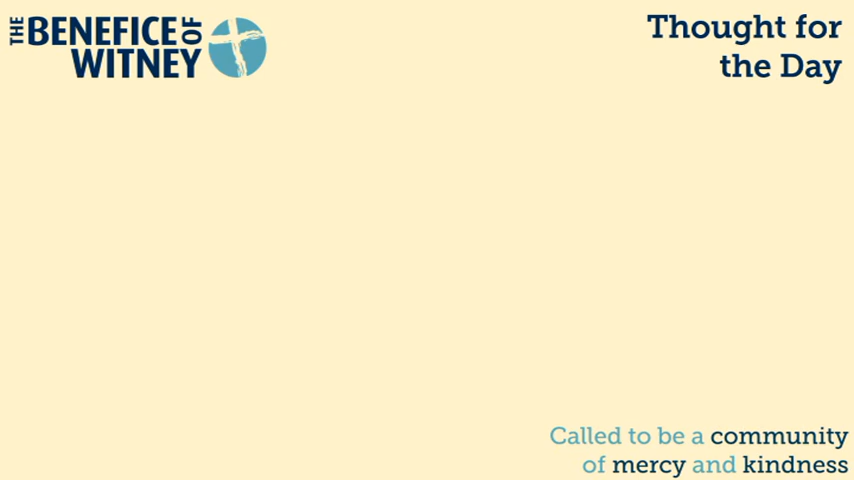 THE BENEFICE OF
WITNEY
Thought for
the Day
Called to be a community
of mercy and kindness